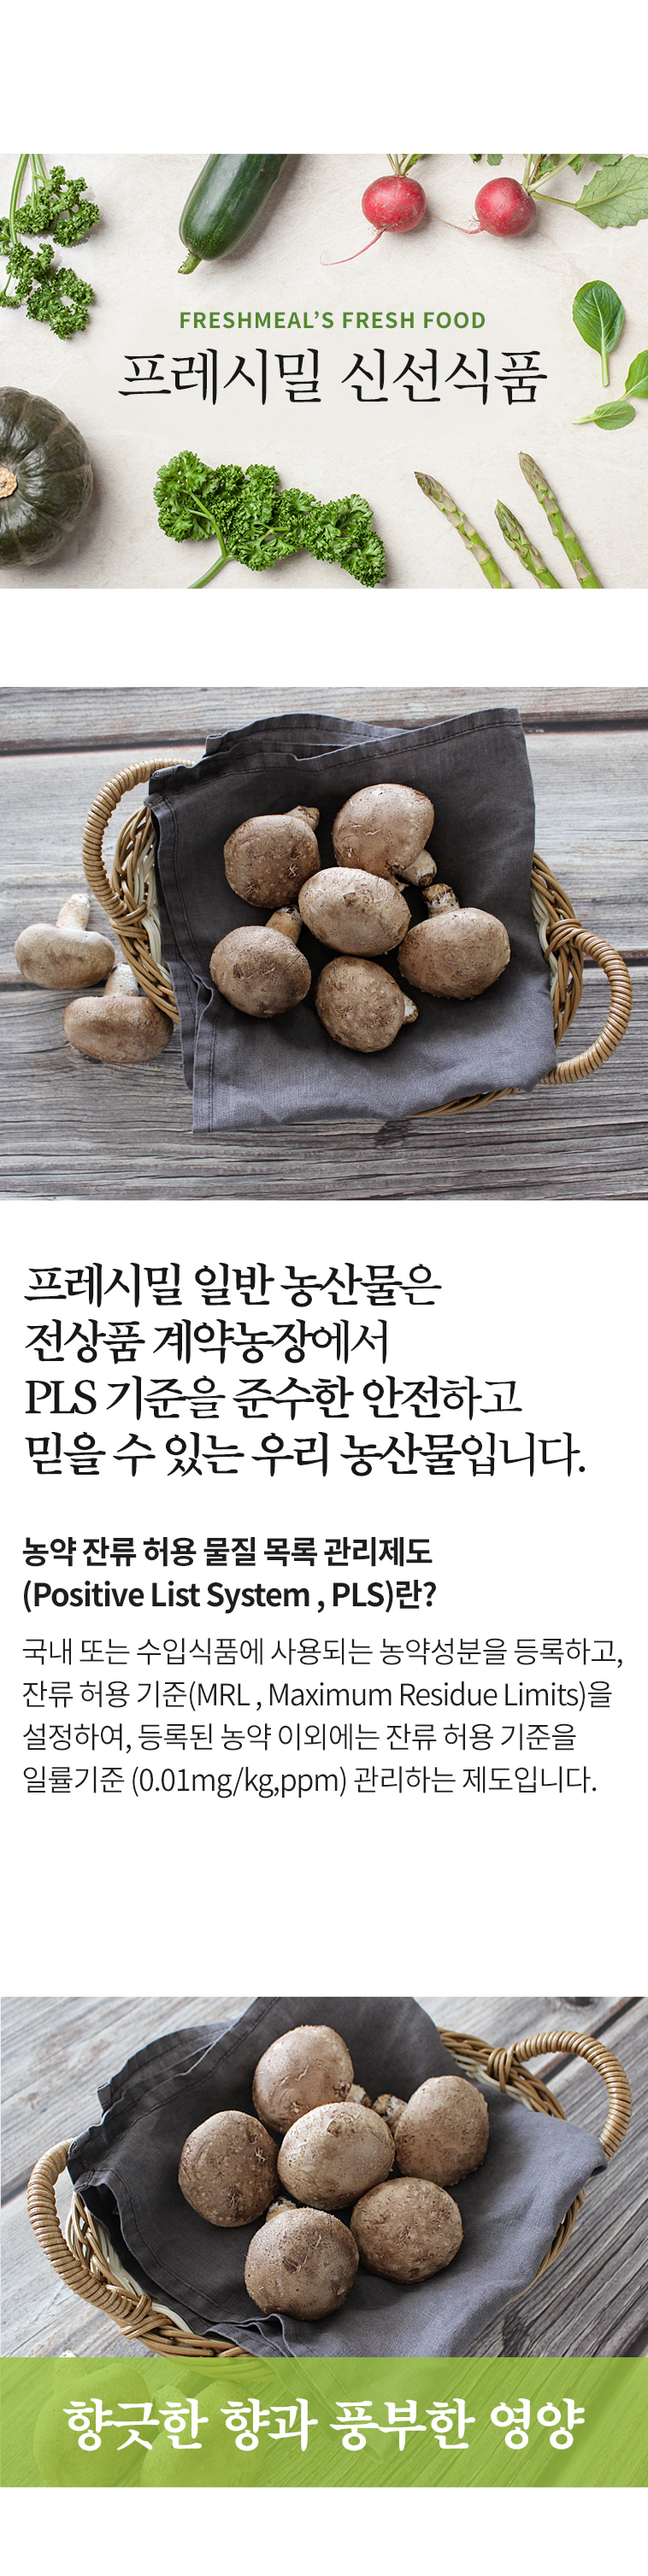 FRESHMEAL’S FRESH FOOD
프레시밀 신선식품
프레시밀 일반 농산물은
전상품 계약농장에서
PLS 기준을 준수한 안전하고
믿을 수 있는 우리 농산물입니다.
농약 잔류 허용 물질 목록 관리제도
(Positive List System , PLS)란?
국내 또는 수입식품에 사용되는 농약성분을 등록하고,
잔류 허용 기준(MRL , Maximum Residue Limits)을
설정하여, 등록된 농약 이외에는 잔류 허용 기준을
일률기준 (0.01mg/kg,ppm) 관리하는 제도입니다.
향긋한 향과 풍부한 영양